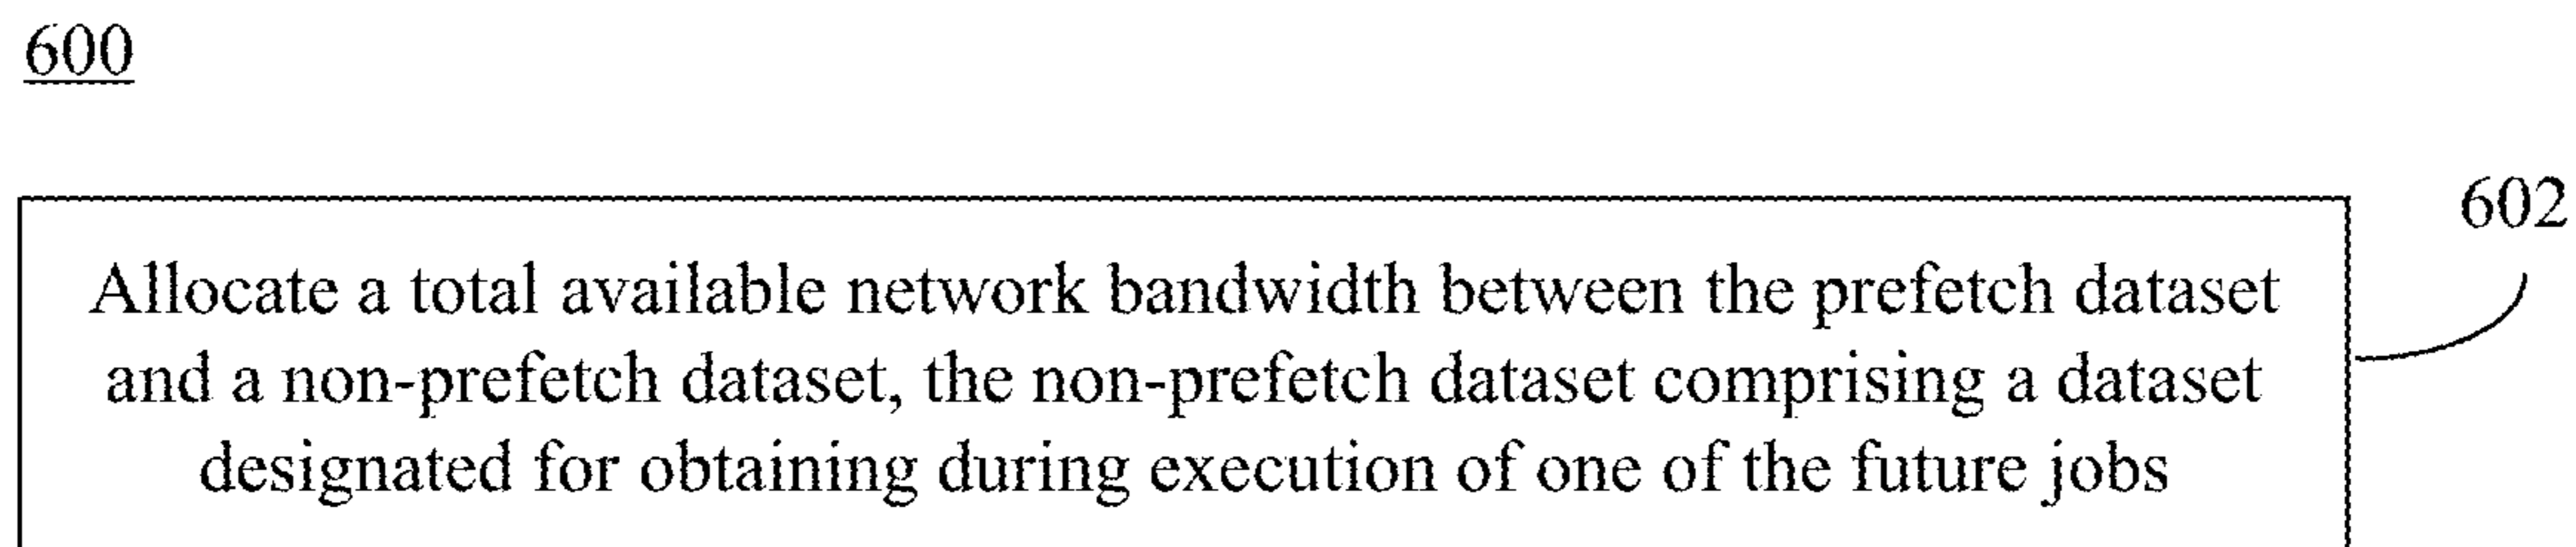 600
602
Allocate a total available network bandwidth between the prefetch dataset
and a non-prefetch dataset, the non-prefetch dataset comprising a dataset
designated for obtaining during execution of one of the future jobs